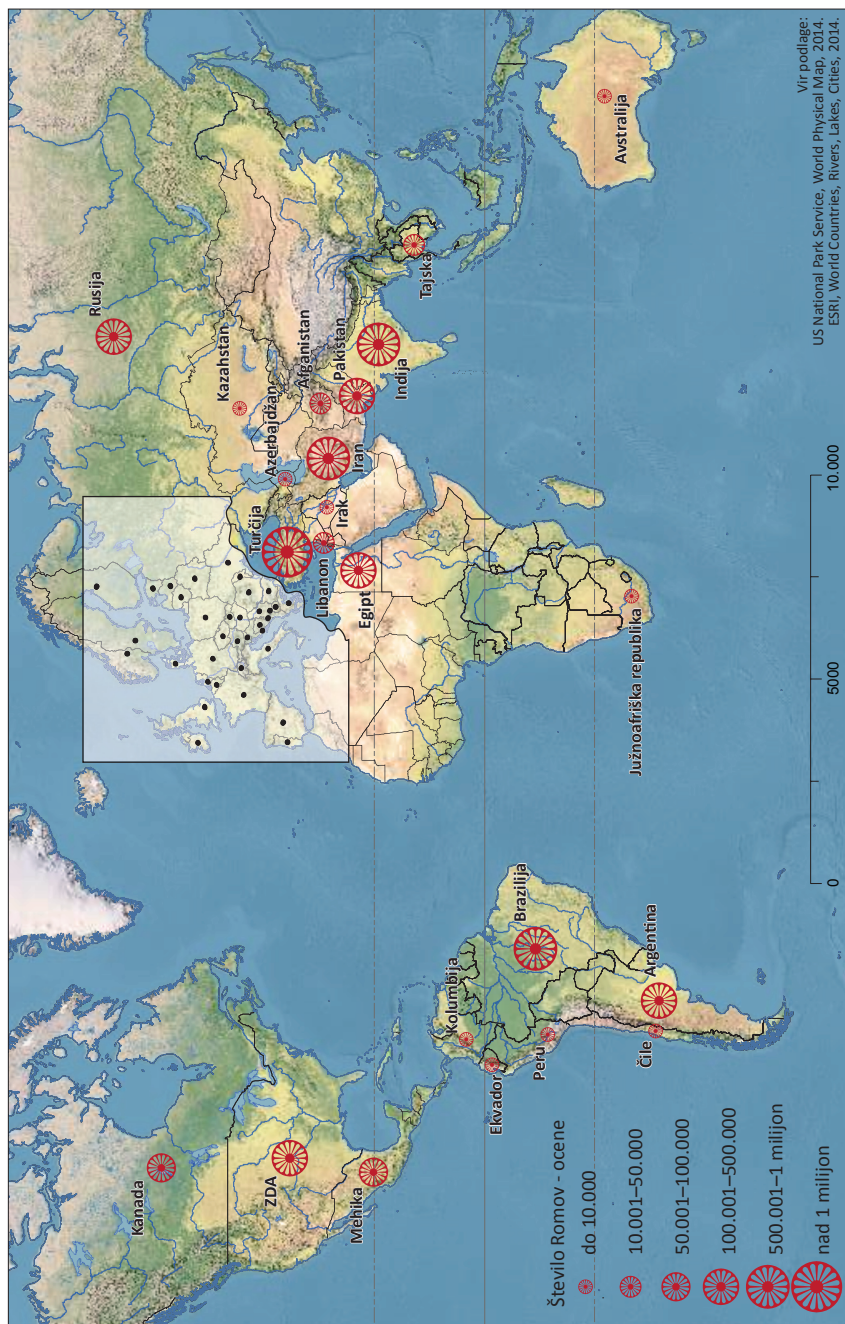 Kanada
ZDA
Mehika
Kolumbija
Ekvador
Peru
Brazilija
Čile
Argentina
Rusija
Kazahstan
Azerbajdžan
Afganistan
Pakistan
Turčija
Iran
Irak
Libanon
Egipt
Indija
Tajska
Avstralija
Južnoafriška republika
Število Romov - ocene
do 10.000
10.001–50.000
50.001–100.000
100.001–500.000
500.001–1 milijon
nad 1 milijon
0 5000 10.000
Vir podlage:
US National Park Service, World Physical Map, 2014.
ESRI, World Countries, Rivers, Lakes, Cities, 2014.